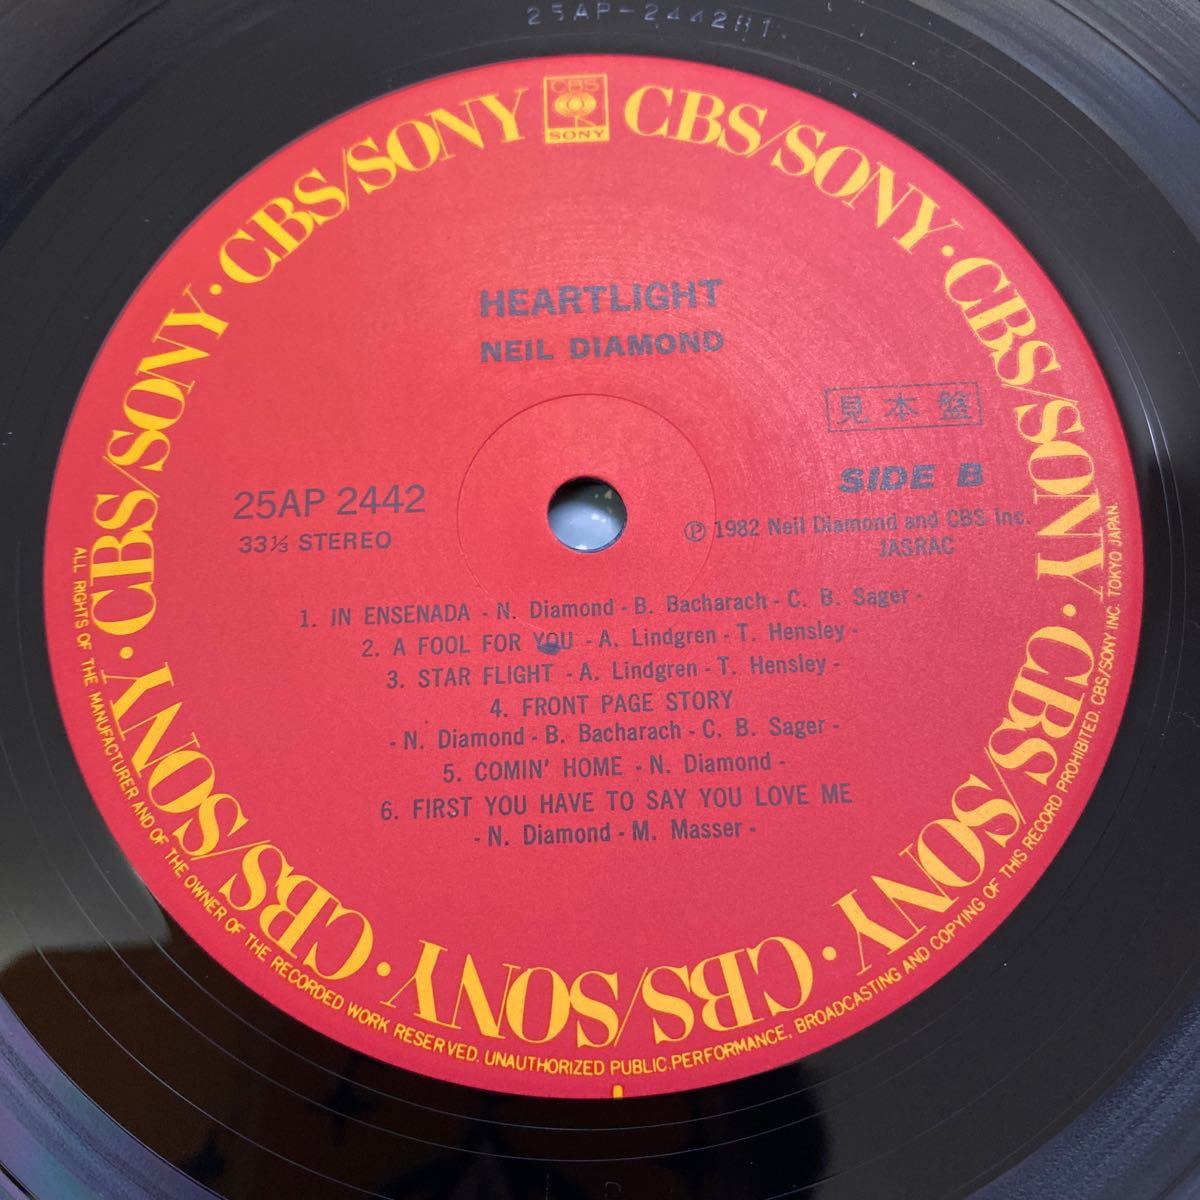 25AP-2442B1
CBS/SONY · CBS/SONY · CBS/SONY · CBS/SONY · CBS/SONY · CBS/SONY · CBS/SONY · CBS/SONY
CBS
SONY
HEARTLIGHT
NEIL DIAMOND
見本盤
SIDE B
25AP 2442
33⅓ STEREO
Ⓟ 1982 Neil Diamond and CBS Inc.
JASRAC
1. IN ENSENADA - N. Diamond - B. Bacharach - C. B. Sager -
2. A FOOL FOR YOU - A. Lindgren - T. Hensley -
3. STAR FLIGHT - A. Lindgren - T. Hensley -
4. FRONT PAGE STORY
- N. Diamond - B. Bacharach - C. B. Sager -
5. COMIN' HOME - N. Diamond -
6. FIRST YOU HAVE TO SAY YOU LOVE ME
- N. Diamond - M. Masser -
ALL RIGHTS OF THE MANUFACTURER AND OF THE OWNER OF THE RECORDED WORK RESERVED. UNAUTHORIZED PUBLIC PERFORMANCE, BROADCASTING AND COPYING OF THIS RECORD PROHIBITED. CBS/SONY INC. TOKYO JAPAN.